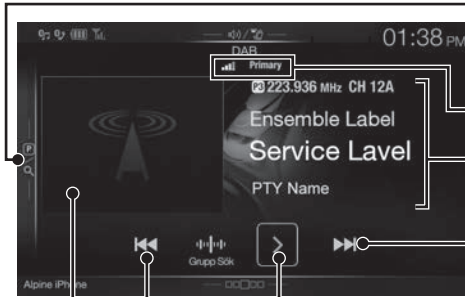 01:38 PM
DAB
Primary
P3 223.936 MHz CH 12A
Ensemble Label
Service Lavel
PTY Name
P
Grupp Sök
Alpine iPhone